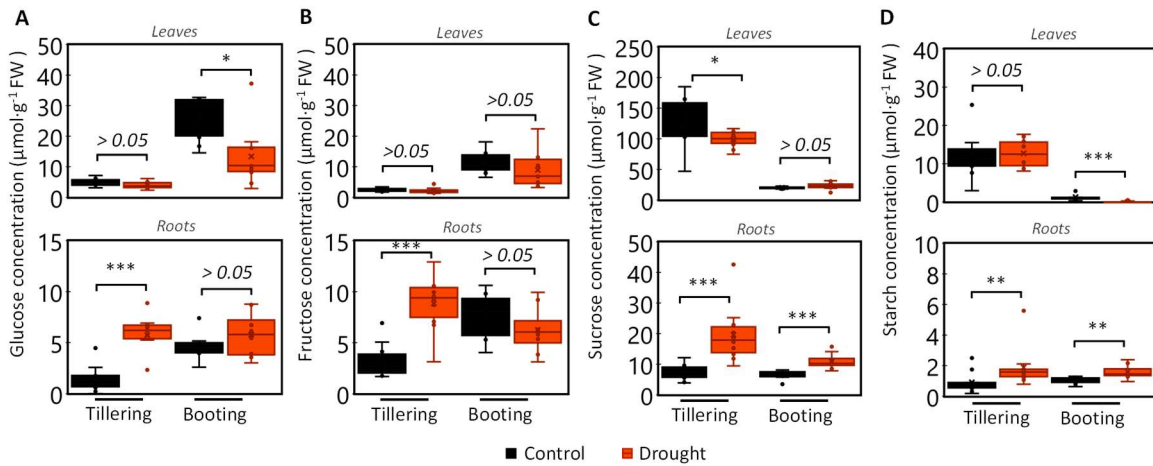 A
Leaves
Glucose concentration (µmol·g⁻¹ FW )
50
40
30
20
10
0
> 0.05
*
Roots
15
10
5
0
***
> 0.05
Tillering
Booting
B
Leaves
Fructose concentration (µmol·g⁻¹ FW )
50
40
30
20
10
0
>0.05
>0.05
Roots
15
10
5
0
***
> 0.05
Tillering
Booting
C
Leaves
Sucrose concentration (µmol·g⁻¹ FW )
250
200
150
100
50
0
*
> 0.05
Roots
50
40
30
20
10
0
***
***
Tillering
Booting
D
Leaves
Starch concentration (µmol·g⁻¹ FW )
40
30
20
10
0
> 0.05
***
Roots
10
8
6
4
2
0
**
**
Tillering
Booting
Control
Drought